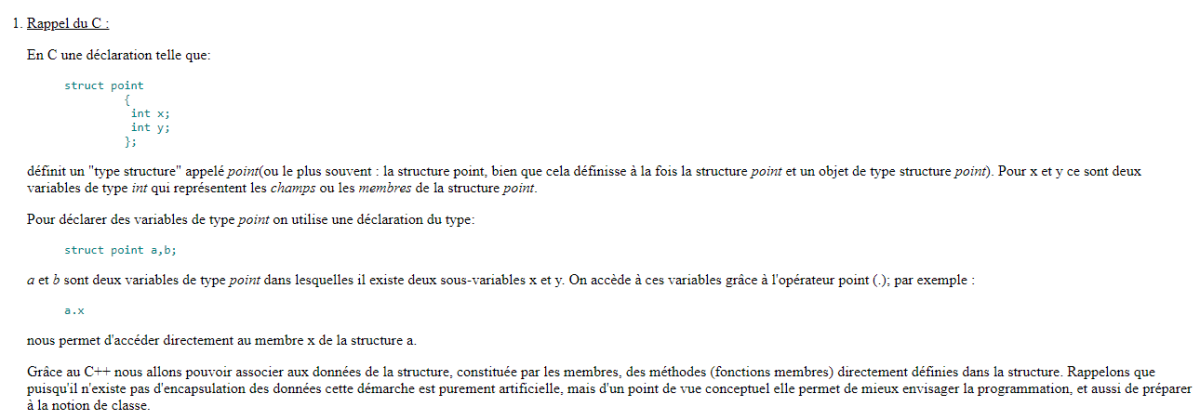 1. Rappel du C :
En C une déclaration telle que:
struct point
{
int x;
int y;
};
définit un "type structure" appelé point(ou le plus souvent : la structure point, bien que cela définisse à la fois la structure point et un objet de type structure point). Pour x et y ce sont deux
variables de type int qui représentent les champs ou les membres de la structure point.
Pour déclarer des variables de type point on utilise une déclaration du type:
struct point a,b;
a et b sont deux variables de type point dans lesquelles il existe deux sous-variables x et y. On accède à ces variables grâce à l'opérateur point (.); par exemple :
a.x
nous permet d'accéder directement au membre x de la structure a.
Grâce au C++ nous allons pouvoir associer aux données de la structure, constituée par les membres, des méthodes (fonctions membres) directement définies dans la structure. Rappelons que
puisqu'il n'existe pas d'encapsulation des données cette démarche est purement artificielle, mais d'un point de vue conceptuel elle permet de mieux envisager la programmation, et aussi de préparer
à la notion de classe.